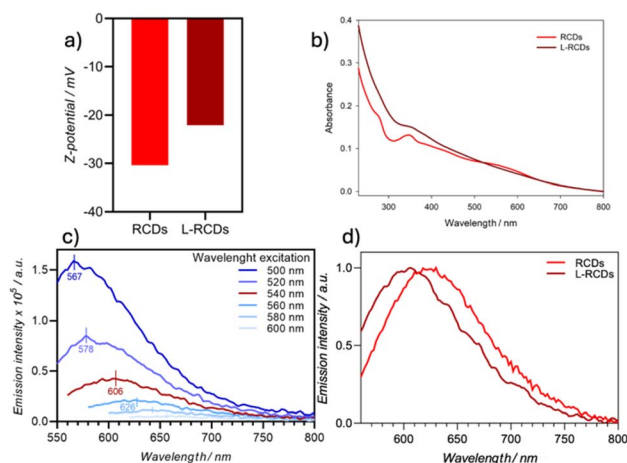 a)
0
-10
-20
-30
-40
Z-potential / mV
RCDs
L-RCDs
b)
0.4
0.3
0.2
0.1
0.0
Absorbance
RCDs
L-RCDs
300
400
500
600
700
800
Wavelength / nm
c)
1.5
1.0
0.5
0.0
Emission intensity x 10⁵ / a.u.
Wavelenght excitation
500 nm
520 nm
540 nm
560 nm
580 nm
600 nm
567
578
606
626
550
600
650
700
750
800
Wavelength / nm
d)
1.0
0.5
0.0
Emission intensity / a.u.
RCDs
L-RCDs
600
650
700
750
800
Wavelength / nm